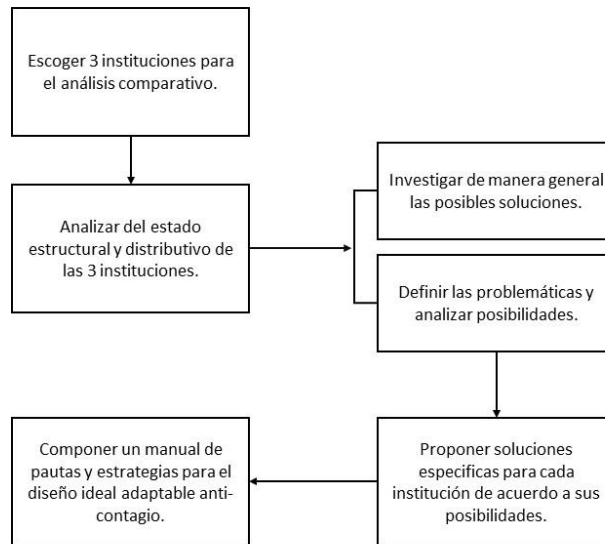 Escoger 3 instituciones para
el análisis comparativo.
Analizar del estado
estructural y distributivo de
las 3 instituciones.
Investigar de manera general
las posibles soluciones.
Definir las problemáticas y
analizar posibilidades.
Proponer soluciones
especificas para cada
institución de acuerdo a sus
posibilidades.
Componer un manual de
pautas y estrategias para el
diseño ideal adaptable anti-
contagio.